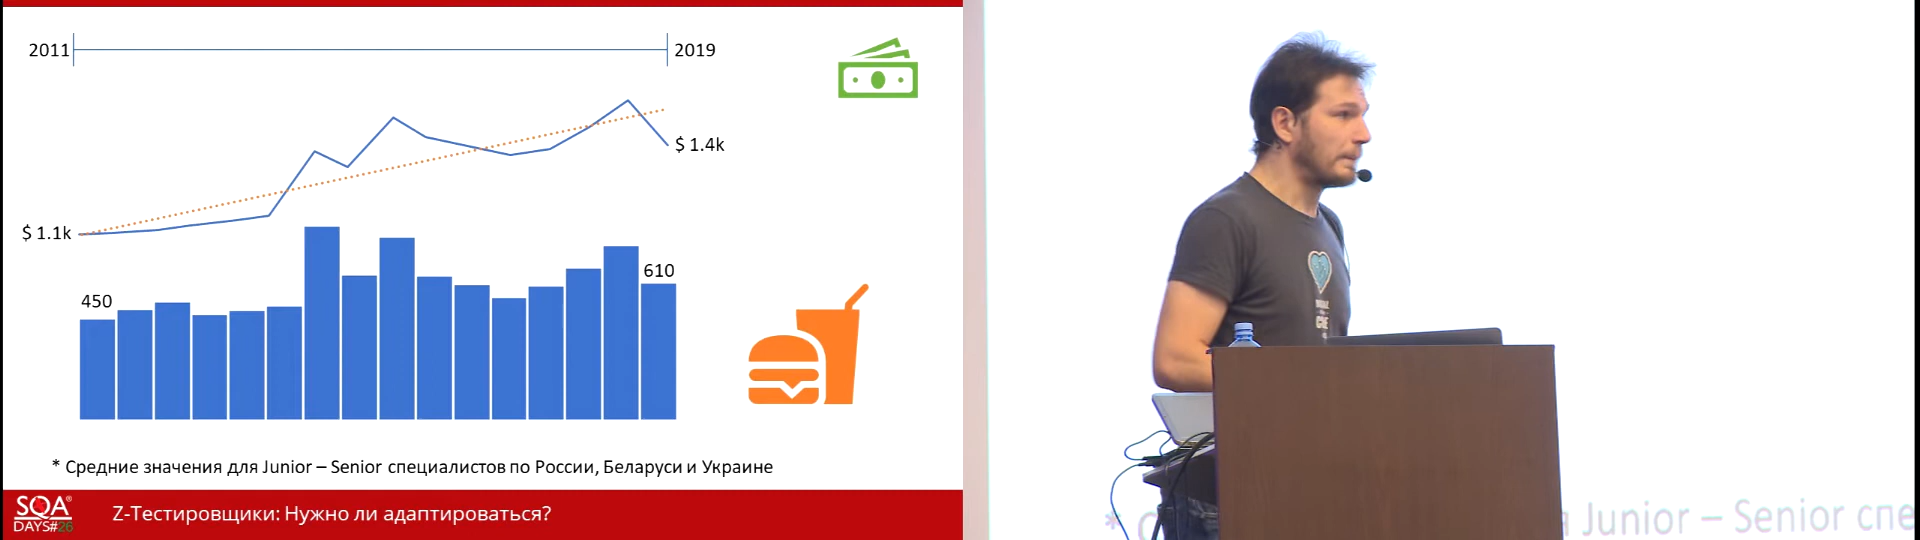 2011
2019
$ 1.4k
$ 1.1k
610
450
* Средние значения для Junior – Senior специалистов по России, Беларуси и Украине
SQA®
DAYS#26
Z-Тестировщики: Нужно ли адаптироваться?
Junior – Senior спе